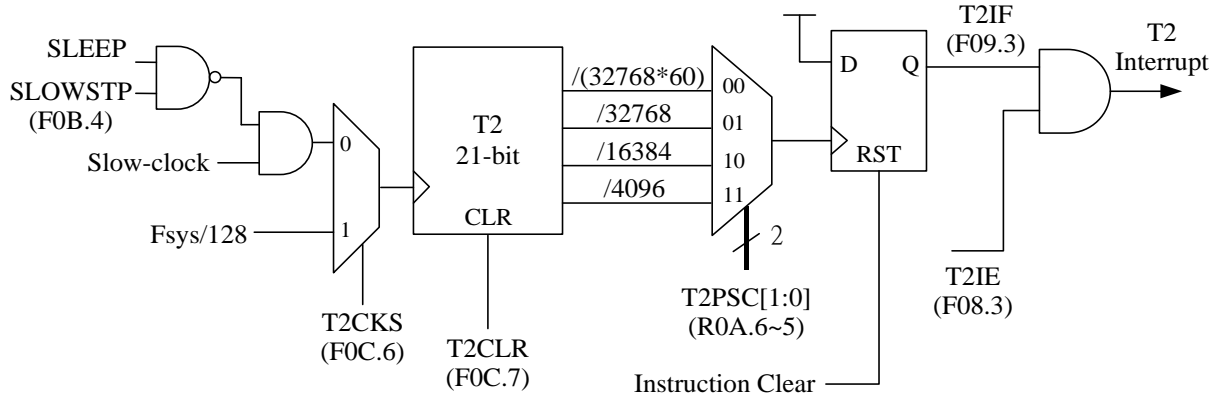 SLEEP
SLOWSTP
(F0B.4)
Slow-clock
Fsys/128
0
1
T2CKS
(F0C.6)
T2
21-bit
CLR
T2CLR
(F0C.7)
/(32768*60)
/32768
/16384
/4096
00
01
10
11
2
T2PSC[1:0]
(R0A.6~5)
D
Q
RST
Instruction Clear
T2IF
(F09.3)
T2IE
(F08.3)
T2
Interrupt